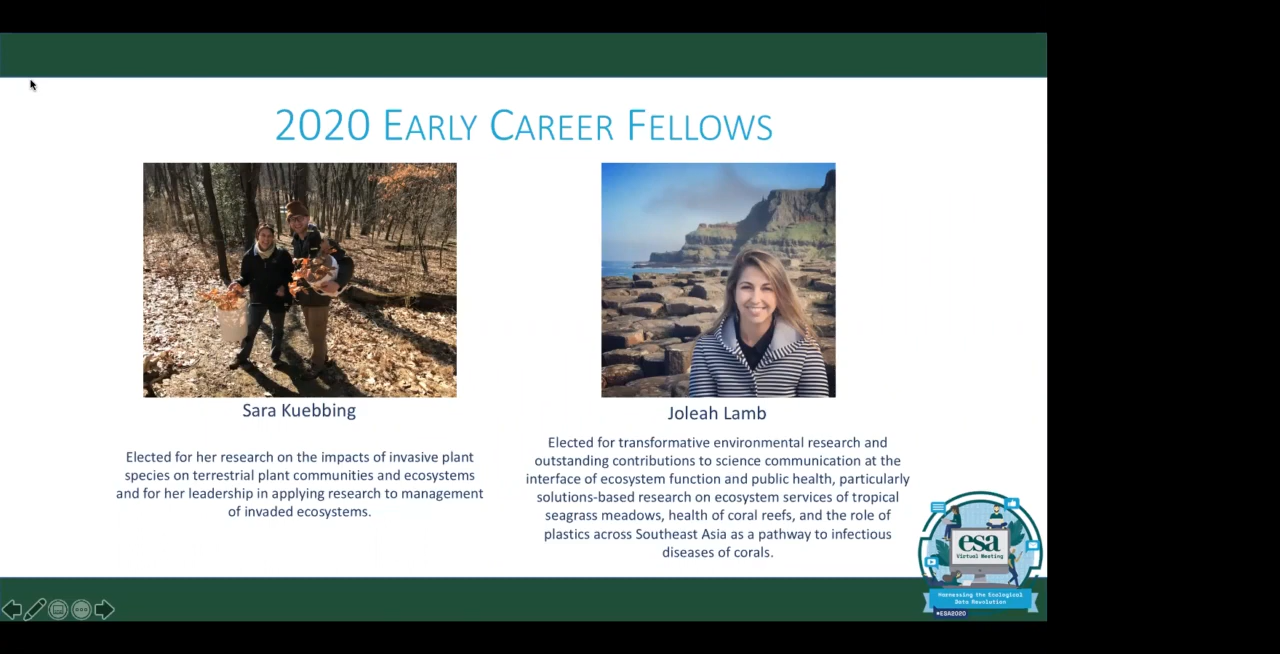 2020 EARLY CAREER FELLOWS
Sara Kuebbing
Elected for her research on the impacts of invasive plant
species on terrestrial plant communities and ecosystems
and for her leadership in applying research to management
of invaded ecosystems.
Joleah Lamb
Elected for transformative environmental research and
outstanding contributions to science communication at the
interface of ecosystem function and public health, particularly
solutions-based research on ecosystem services of tropical
seagrass meadows, health of coral reefs, and the role of
plastics across Southeast Asia as a pathway to infectious
diseases of corals.
esa
Virtual Meeting
Harnessing the Ecological
Data Revolution
#ESA2020